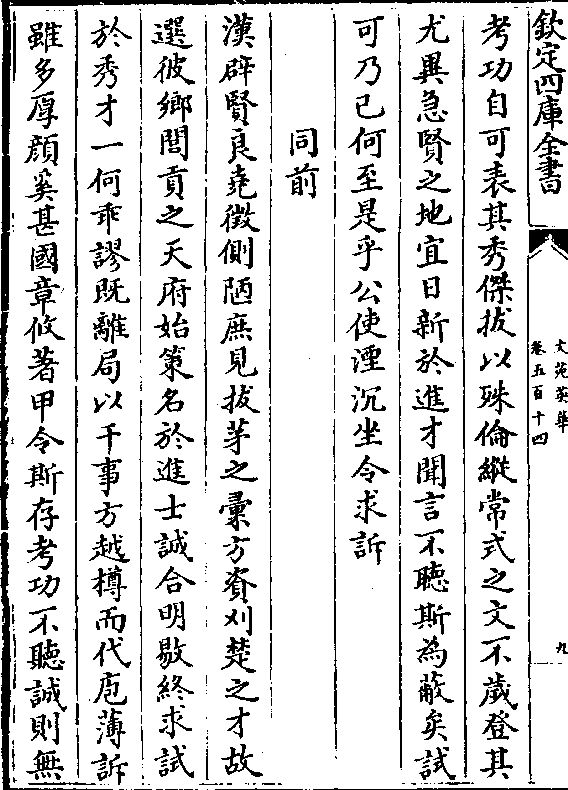 欽定四庫全書
文苑英華
卷五百十四
九
考功自可表其秀傑拔以殊倫縱常式之文不歲登其
尤異急賢之地宜日新於進才聞言不聽斯為蔽矣試
可乃已何至是乎公使湮沉坐令求訴
同前
漢辟賢良堯徵側陋庶見拔茅之彙方資刈楚之才故
選彼鄉閭貢之天府始策名於進士誠合明敭終求試
於秀才一何乖謬既離局以干事方越樽而代庖薄訴
雖多厚顔奚甚國章攸著甲令斯存考功不聽誠則無